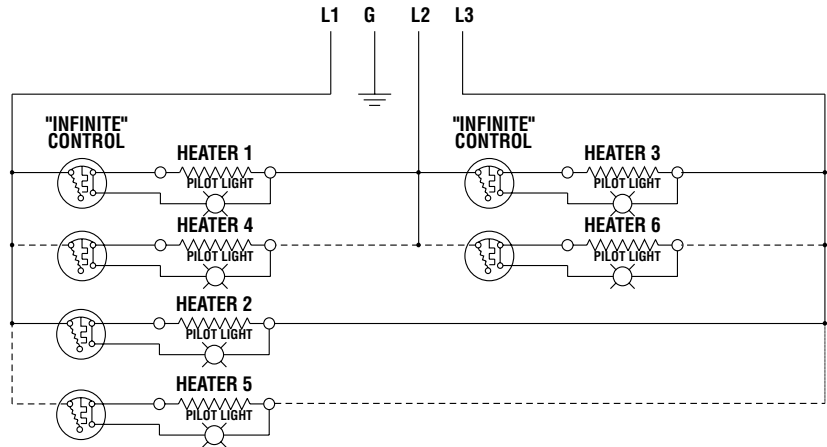 L1 G L2 L3
"INFINITE"
CONTROL
HEATER 1
PILOT LIGHT
"INFINITE"
CONTROL
HEATER 3
PILOT LIGHT
HEATER 4
PILOT LIGHT
HEATER 6
PILOT LIGHT
HEATER 2
PILOT LIGHT
HEATER 5
PILOT LIGHT